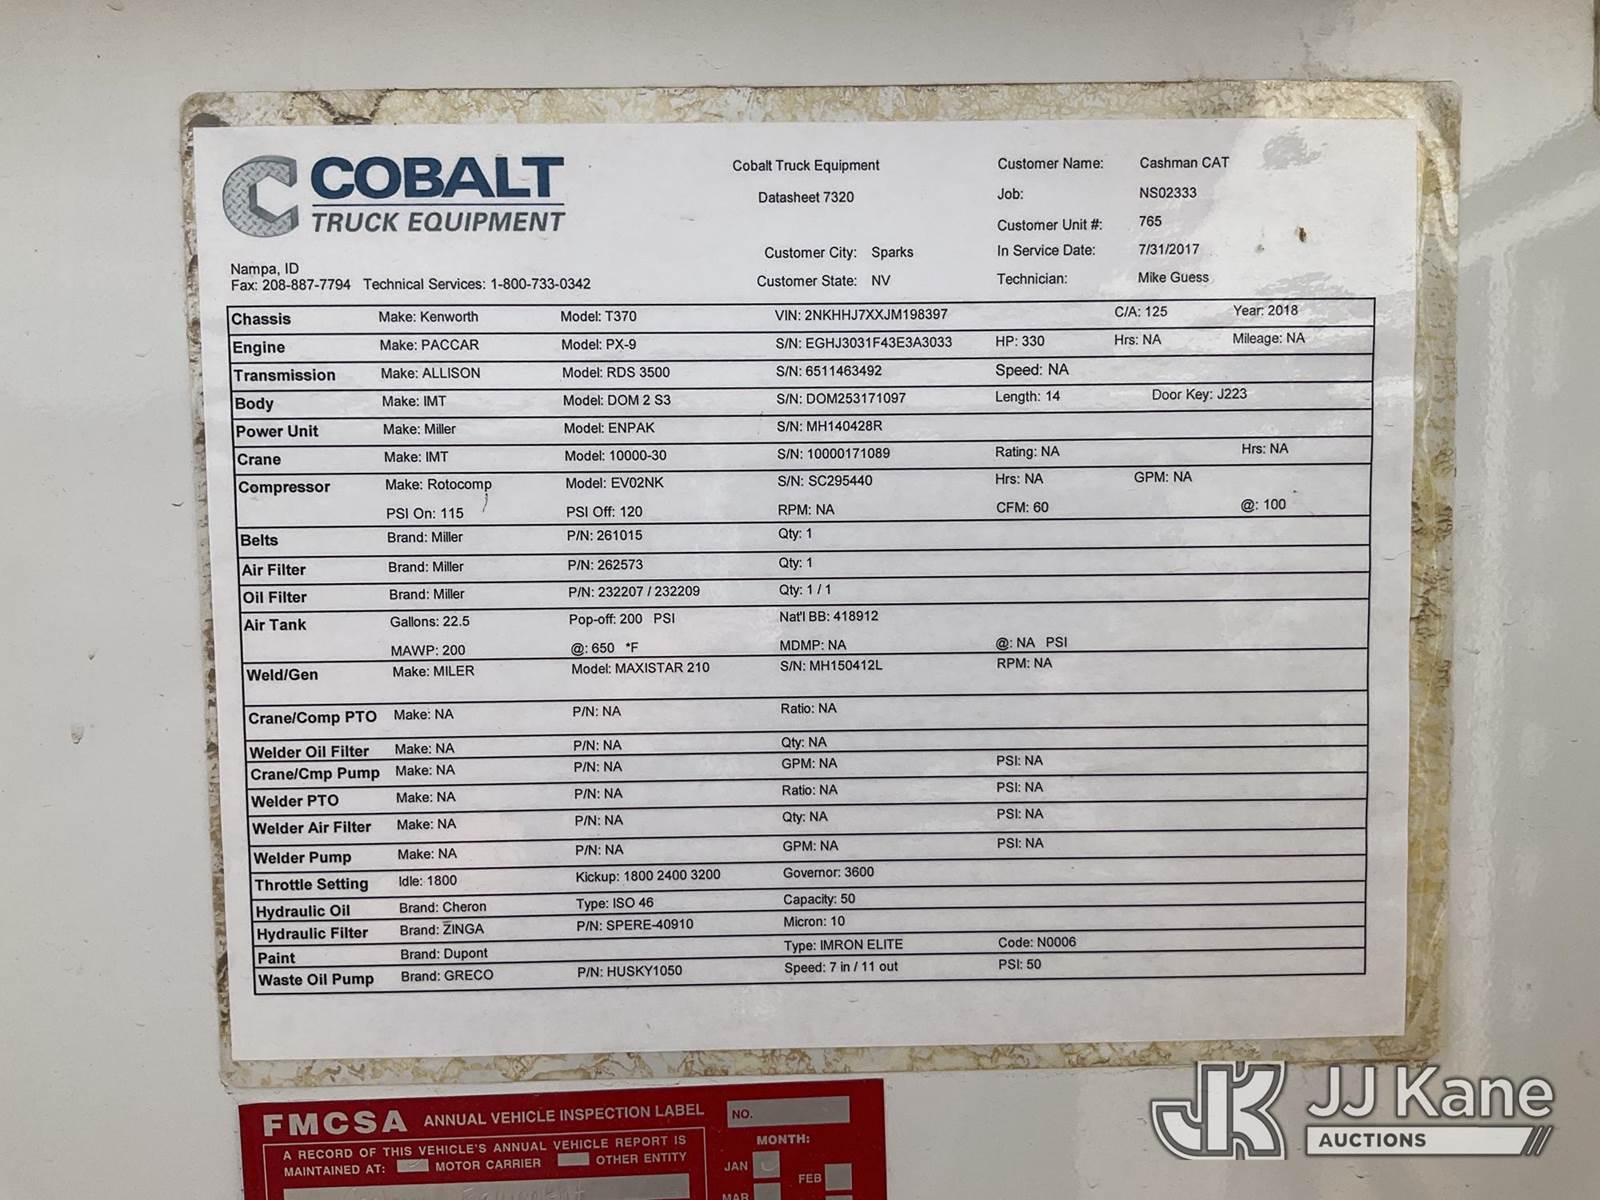 COBALT
TRUCK EQUIPMENT
Nampa, ID
Fax: 208-887-7794 Technical Services: 1-800-733-0342
Cobalt Truck Equipment
Datasheet 7320
Customer City: Sparks
Customer State: NV
Customer Name: Cashman CAT
Job: NS02333
Customer Unit #: 765
In Service Date: 7/31/2017
Technician: Mike Guess
Chassis Make: Kenworth Model: T370 VIN: 2NKHHJ7XXJM198397 C/A: 125 Year: 2018
Engine Make: PACCAR Model: PX-9 S/N: EGHJ3031F43E3A3033 HP: 330 Hrs: NA Mileage: NA
Transmission Make: ALLISON Model: RDS 3500 S/N: 6511463492 Speed: NA
Body Make: IMT Model: DOM 2 S3 S/N: DOM253171097 Length: 14 Door Key: J223
Power Unit Make: Miller Model: ENPAK S/N: MH140428R
Crane Make: IMT Model: 10000-30 S/N: 10000171089 Rating: NA Hrs: NA
Compressor Make: Rotocomp Model: EV02NK S/N: SC295440 Hrs: NA GPM: NA
PSI On: 115 PSI Off: 120 RPM: NA CFM: 60 @: 100
Belts Brand: Miller P/N: 261015 Qty: 1
Air Filter Brand: Miller P/N: 262573 Qty: 1
Oil Filter Brand: Miller P/N: 232207 / 232209 Qty: 1 / 1
Air Tank Gallons: 22.5 Pop-off: 200 PSI Nat'l BB: 418912
MAWP: 200 @: 650 *F MDMP: NA @: NA PSI
Weld/Gen Make: MILER Model: MAXISTAR 210 S/N: MH150412L RPM: NA
Crane/Comp PTO Make: NA P/N: NA Ratio: NA
Welder Oil Filter Make: NA P/N: NA Qty: NA
Crane/Cmp Pump Make: NA P/N: NA GPM: NA PSI: NA
Welder PTO Make: NA P/N: NA Ratio: NA PSI: NA
Welder Air Filter Make: NA P/N: NA Qty: NA PSI: NA
Welder Pump Make: NA P/N: NA GPM: NA PSI: NA
Throttle Setting Idle: 1800 Kickup: 1800 2400 3200 Governor: 3600
Hydraulic Oil Brand: Cheron Type: ISO 46 Capacity: 50
Hydraulic Filter Brand: ZINGA P/N: SPERE-40910 Micron: 10
Paint Brand: Dupont Type: IMRON ELITE Code: N0006
Waste Oil Pump Brand: GRECO P/N: HUSKY1050 Speed: 7 in / 11 out PSI: 50
FMCSA ANNUAL VEHICLE INSPECTION LABEL
A RECORD OF THIS VEHICLE'S ANNUAL VEHICLE REPORT IS
MAINTAINED AT: MOTOR CARRIER OTHER ENTITY
NO.
MONTH:
JAN FEB
MAR
JK
JJ Kane
AUCTIONS